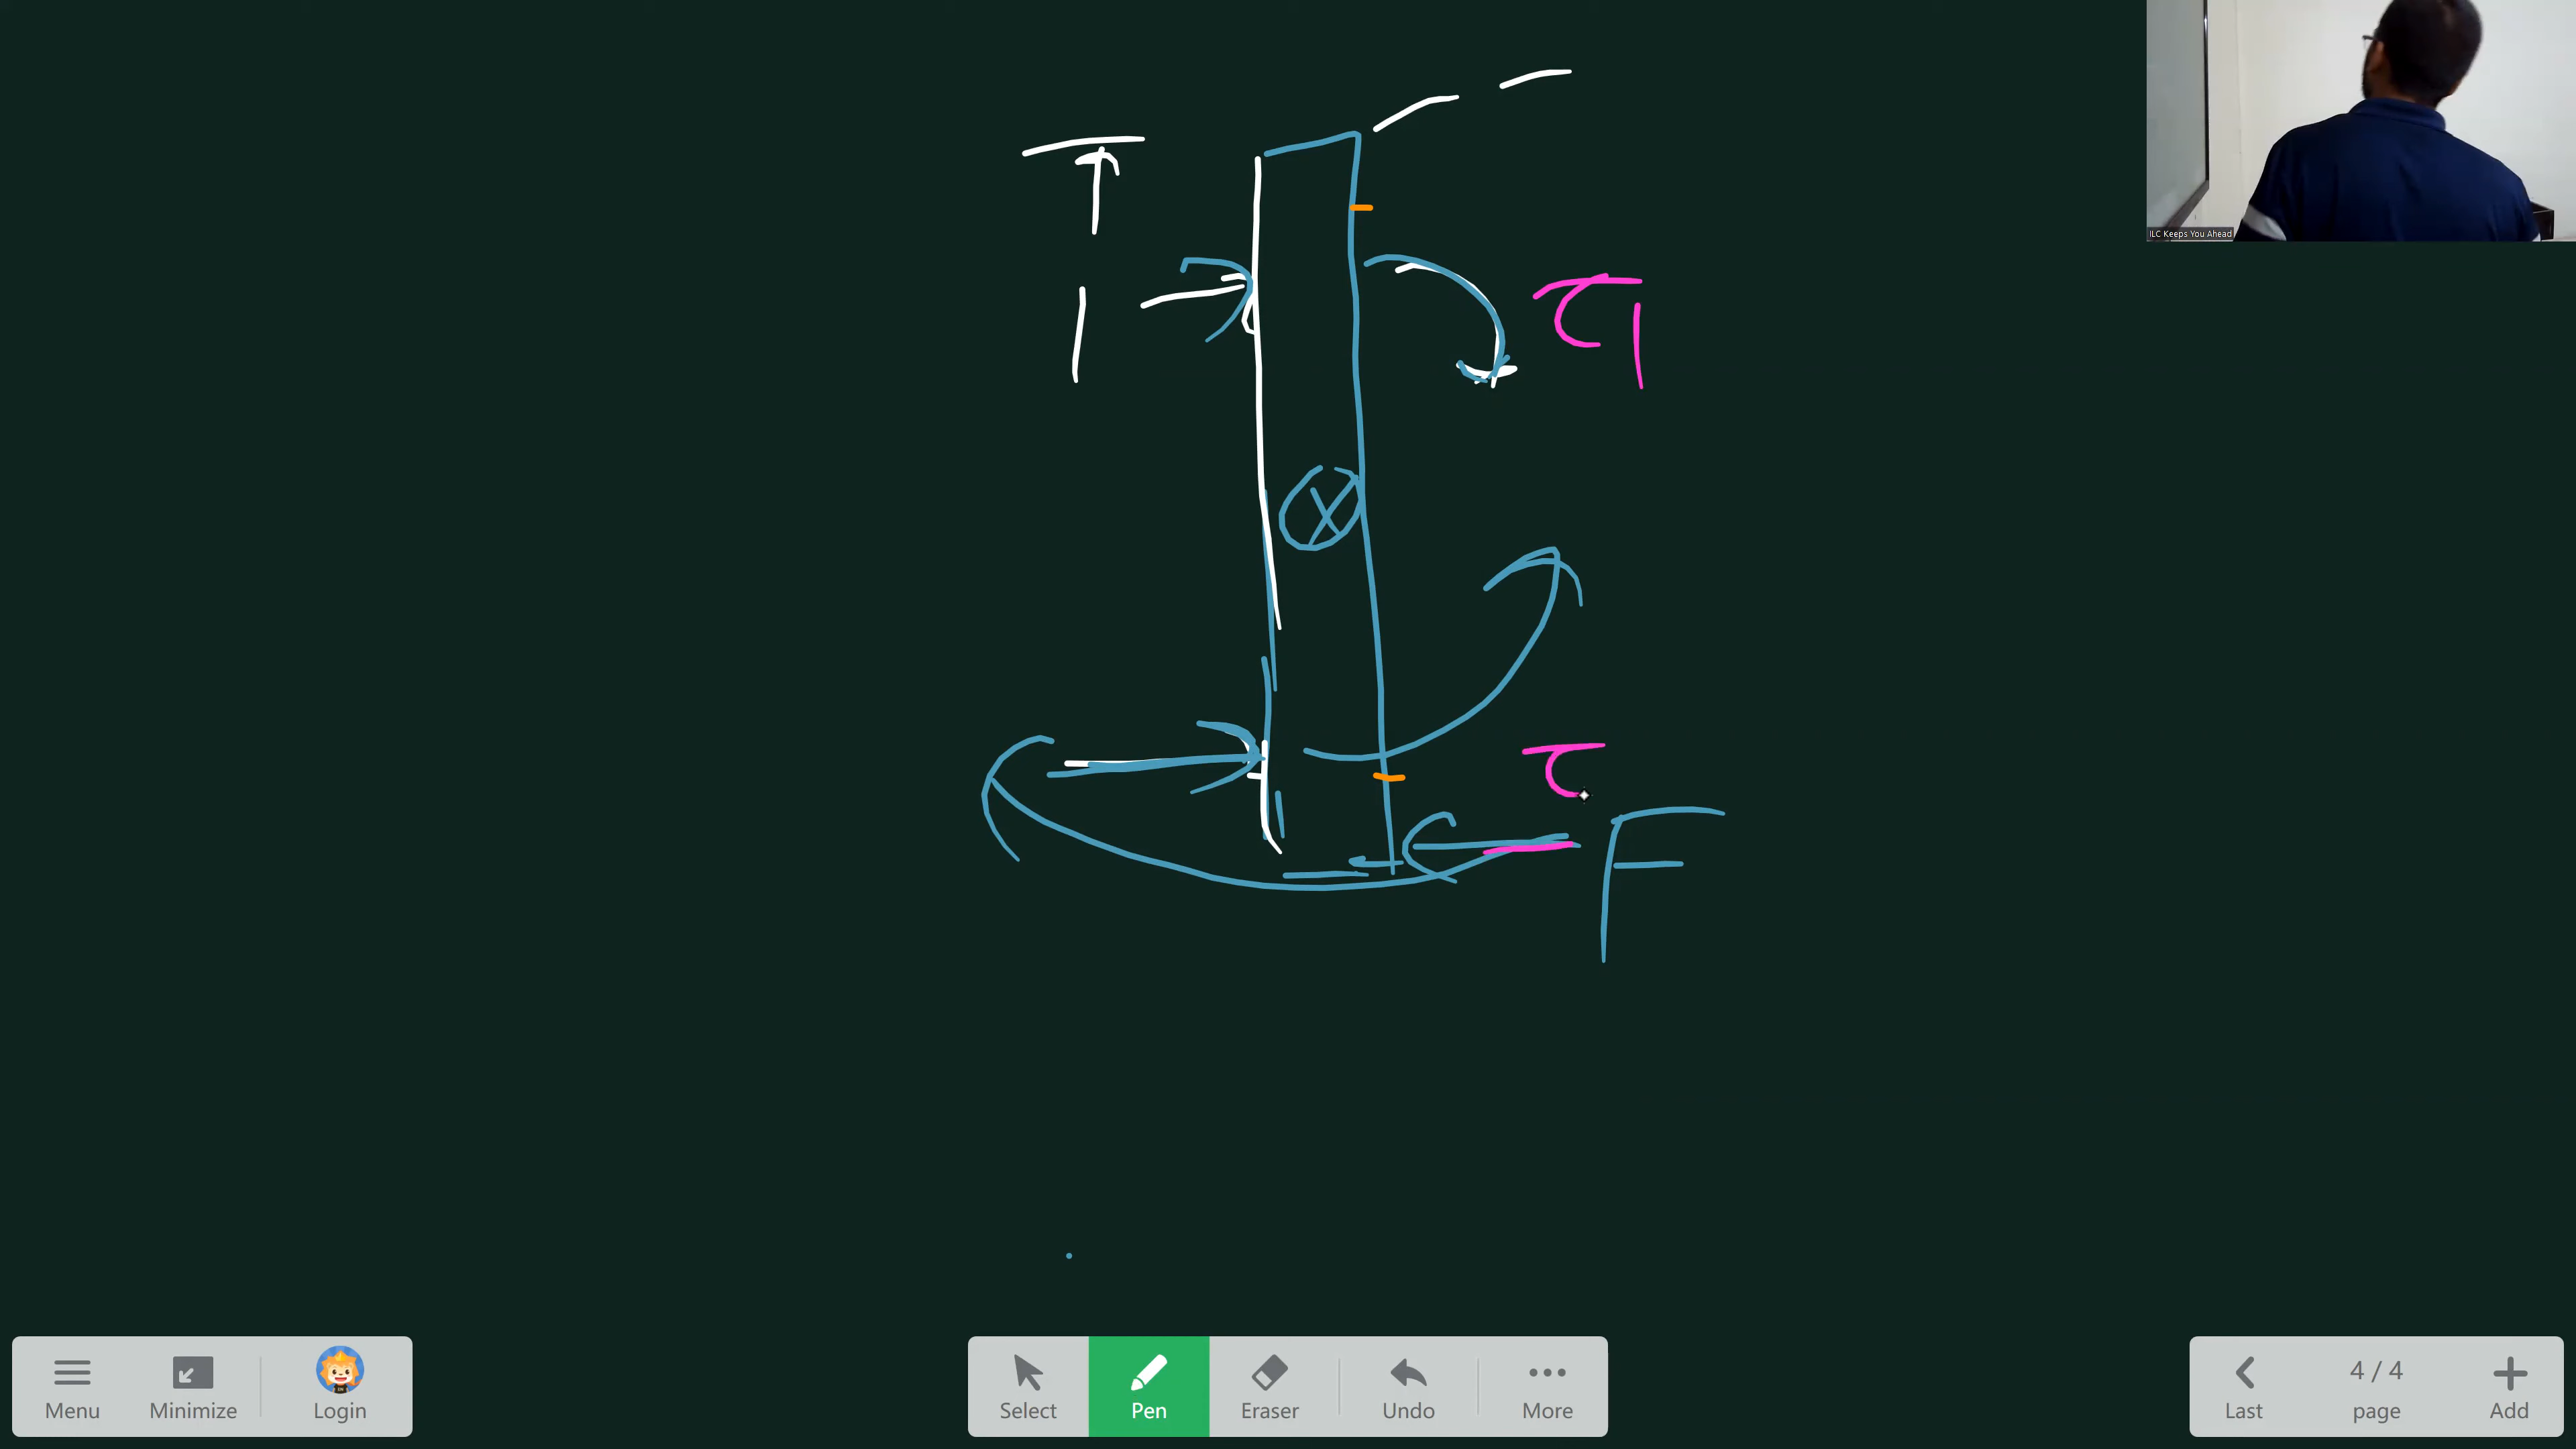 ILC Keeps You Ahead
τ1
τ
F
Menu
Minimize
Login
Select
Pen
Eraser
Undo
More
Last
4 / 4
page
Add